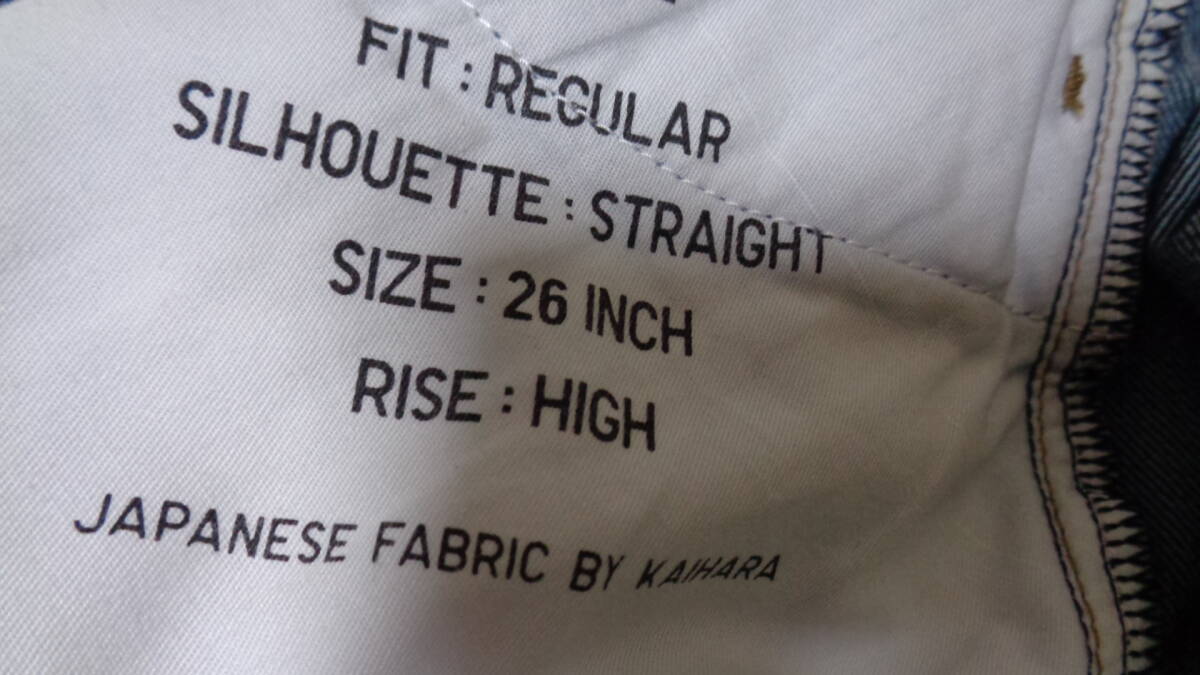 FIT : REGULAR
SILHOUETTE : STRAIGHT
SIZE : 26 INCH
RISE : HIGH
JAPANESE FABRIC BY KAIHARA